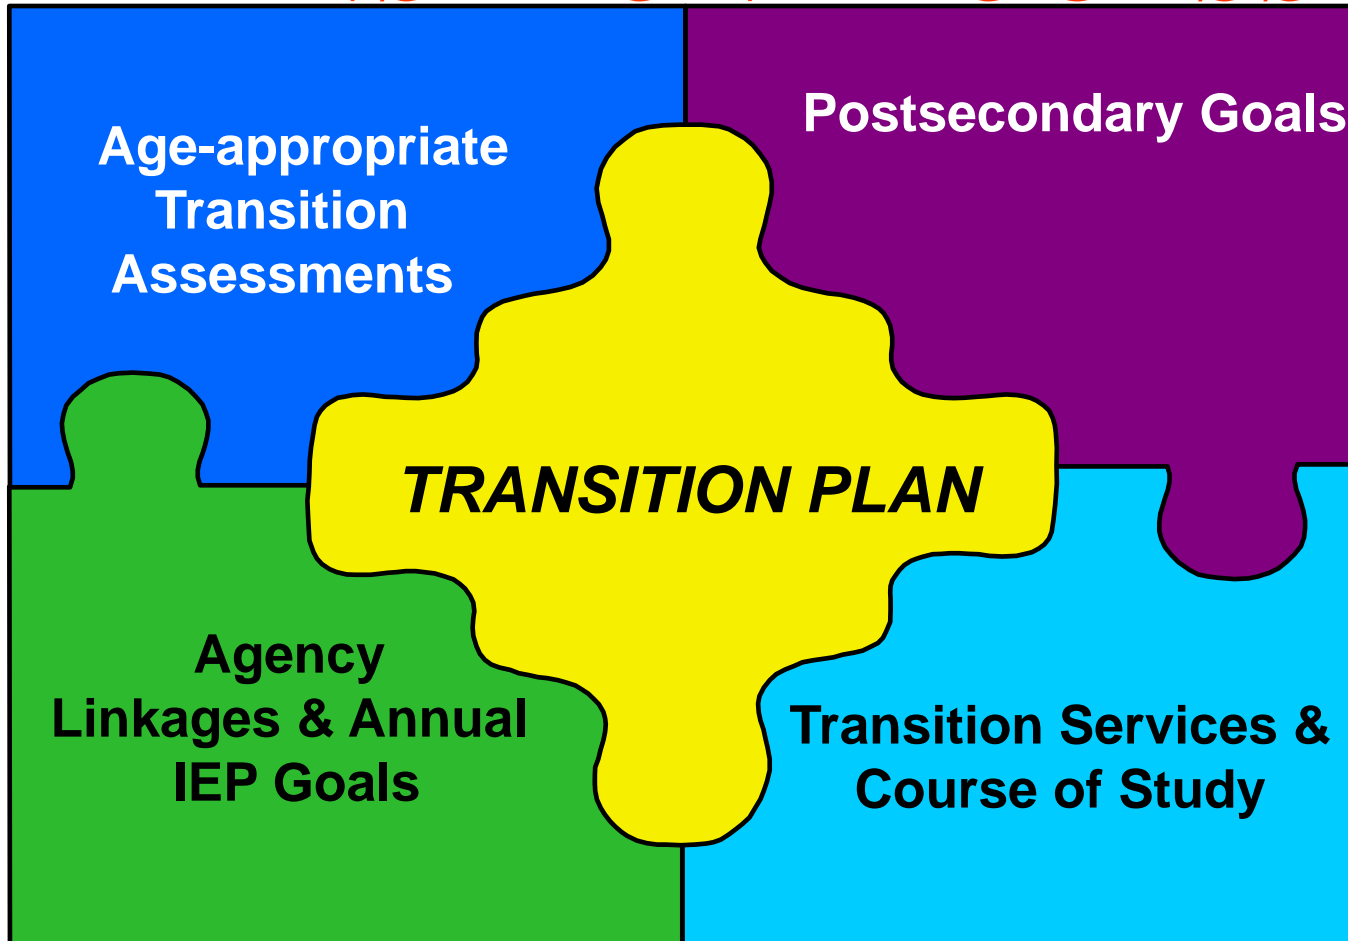 Age-appropriate
Transition
Assessments
Postsecondary Goals
TRANSITION PLAN
Agency
Linkages & Annual
IEP Goals
Transition Services &
Course of Study